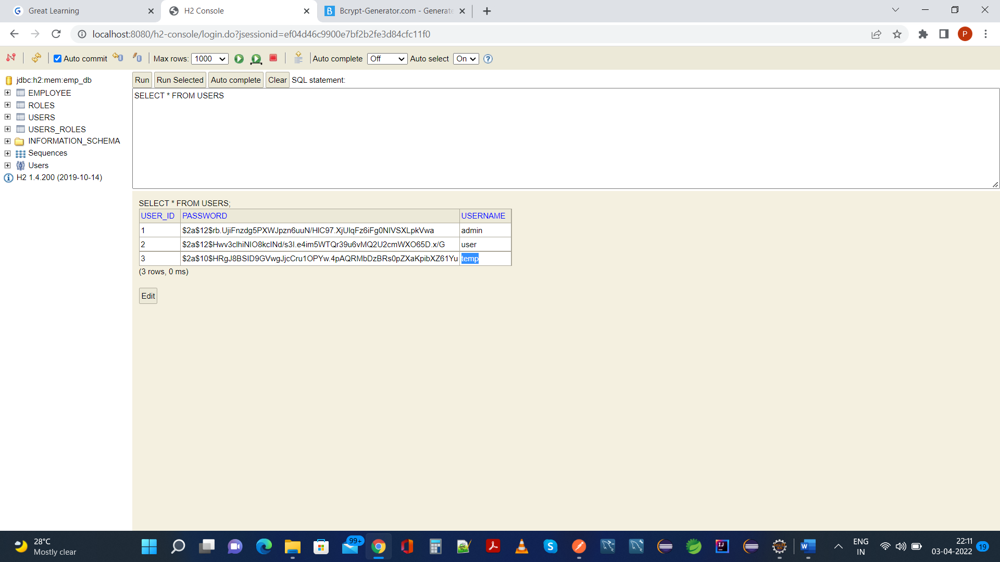 Great Learning
H2 Console
Bcrypt-Generator.com - Generate
localhost:8080/h2-console/login.do?jsessionid=ef04d46c9900e7bf2b2fe3d84cfc11f0
P
Auto commit
Max rows: 1000
Auto complete Off
Auto select On
jdbc:h2:mem:emp_db
EMPLOYEE
ROLES
USERS
USERS_ROLES
INFORMATION_SCHEMA
Sequences
Users
H2 1.4.200 (2019-10-14)
Run Run Selected Auto complete Clear SQL statement:
SELECT * FROM USERS
SELECT * FROM USERS;
USER_ID PASSWORD USERNAME
1 $2a$12$rb.UjiFnzdg5PXWJpzn6uuN/HlC97.XjUlqFz6iFg0NIVSXLpkVwa admin
2 $2a$12$Hwv3clhiNIO8kcINd/s3I.e4im5WTQr39u6vMQ2U2cmWXO65D.x/G user
3 $2a$10$HRgJ8BSID9GVwgJjcCru1OPYw.4pAQRMbDzBRs0pZXaKpibXZ61Yu temp
(3 rows, 0 ms)
Edit
28°C
Mostly clear
99+
ENG
IN
22:11
03-04-2022
19